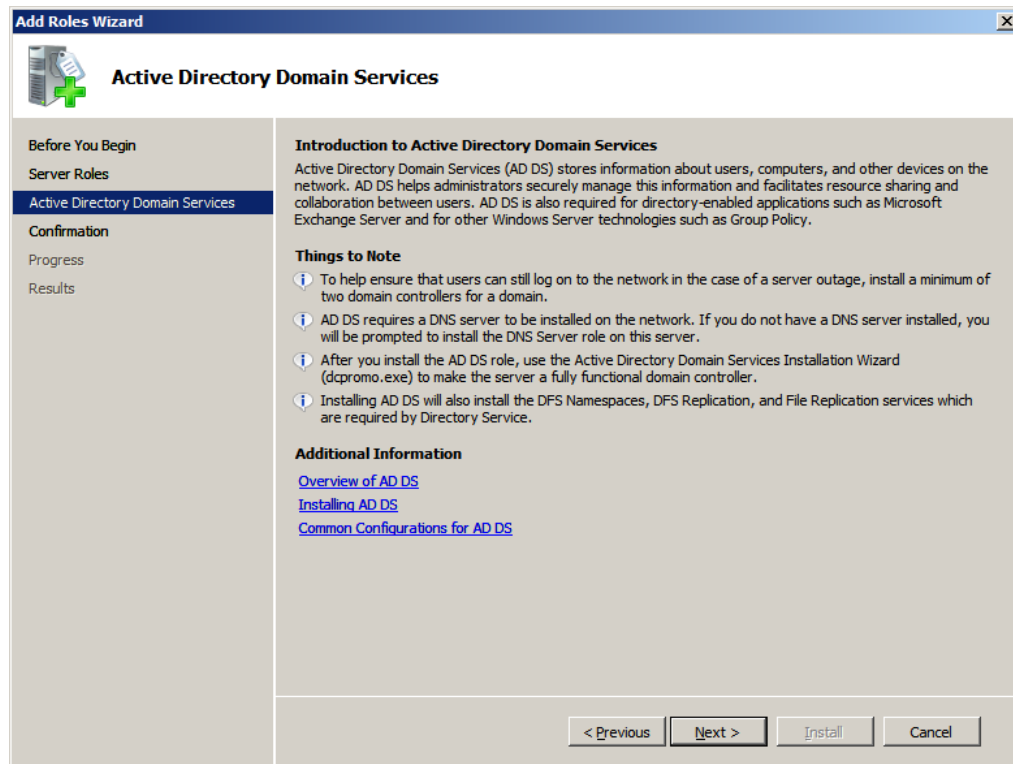 Add Roles Wizard
Active Directory Domain Services
Before You Begin
Server Roles
Active Directory Domain Services
Confirmation
Progress
Results
Introduction to Active Directory Domain Services
Active Directory Domain Services (AD DS) stores information about users, computers, and other devices on the
network. AD DS helps administrators securely manage this information and facilitates resource sharing and
collaboration between users. AD DS is also required for directory-enabled applications such as Microsoft
Exchange Server and for other Windows Server technologies such as Group Policy.
Things to Note
To help ensure that users can still log on to the network in the case of a server outage, install a minimum of
two domain controllers for a domain.
AD DS requires a DNS server to be installed on the network. If you do not have a DNS server installed, you
will be prompted to install the DNS Server role on this server.
After you install the AD DS role, use the Active Directory Domain Services Installation Wizard
(dcpromo.exe) to make the server a fully functional domain controller.
Installing AD DS will also install the DFS Namespaces, DFS Replication, and File Replication services which
are required by Directory Service.
Additional Information
Overview of AD DS
Installing AD DS
Common Configurations for AD DS
< Previous
Next >
Install
Cancel